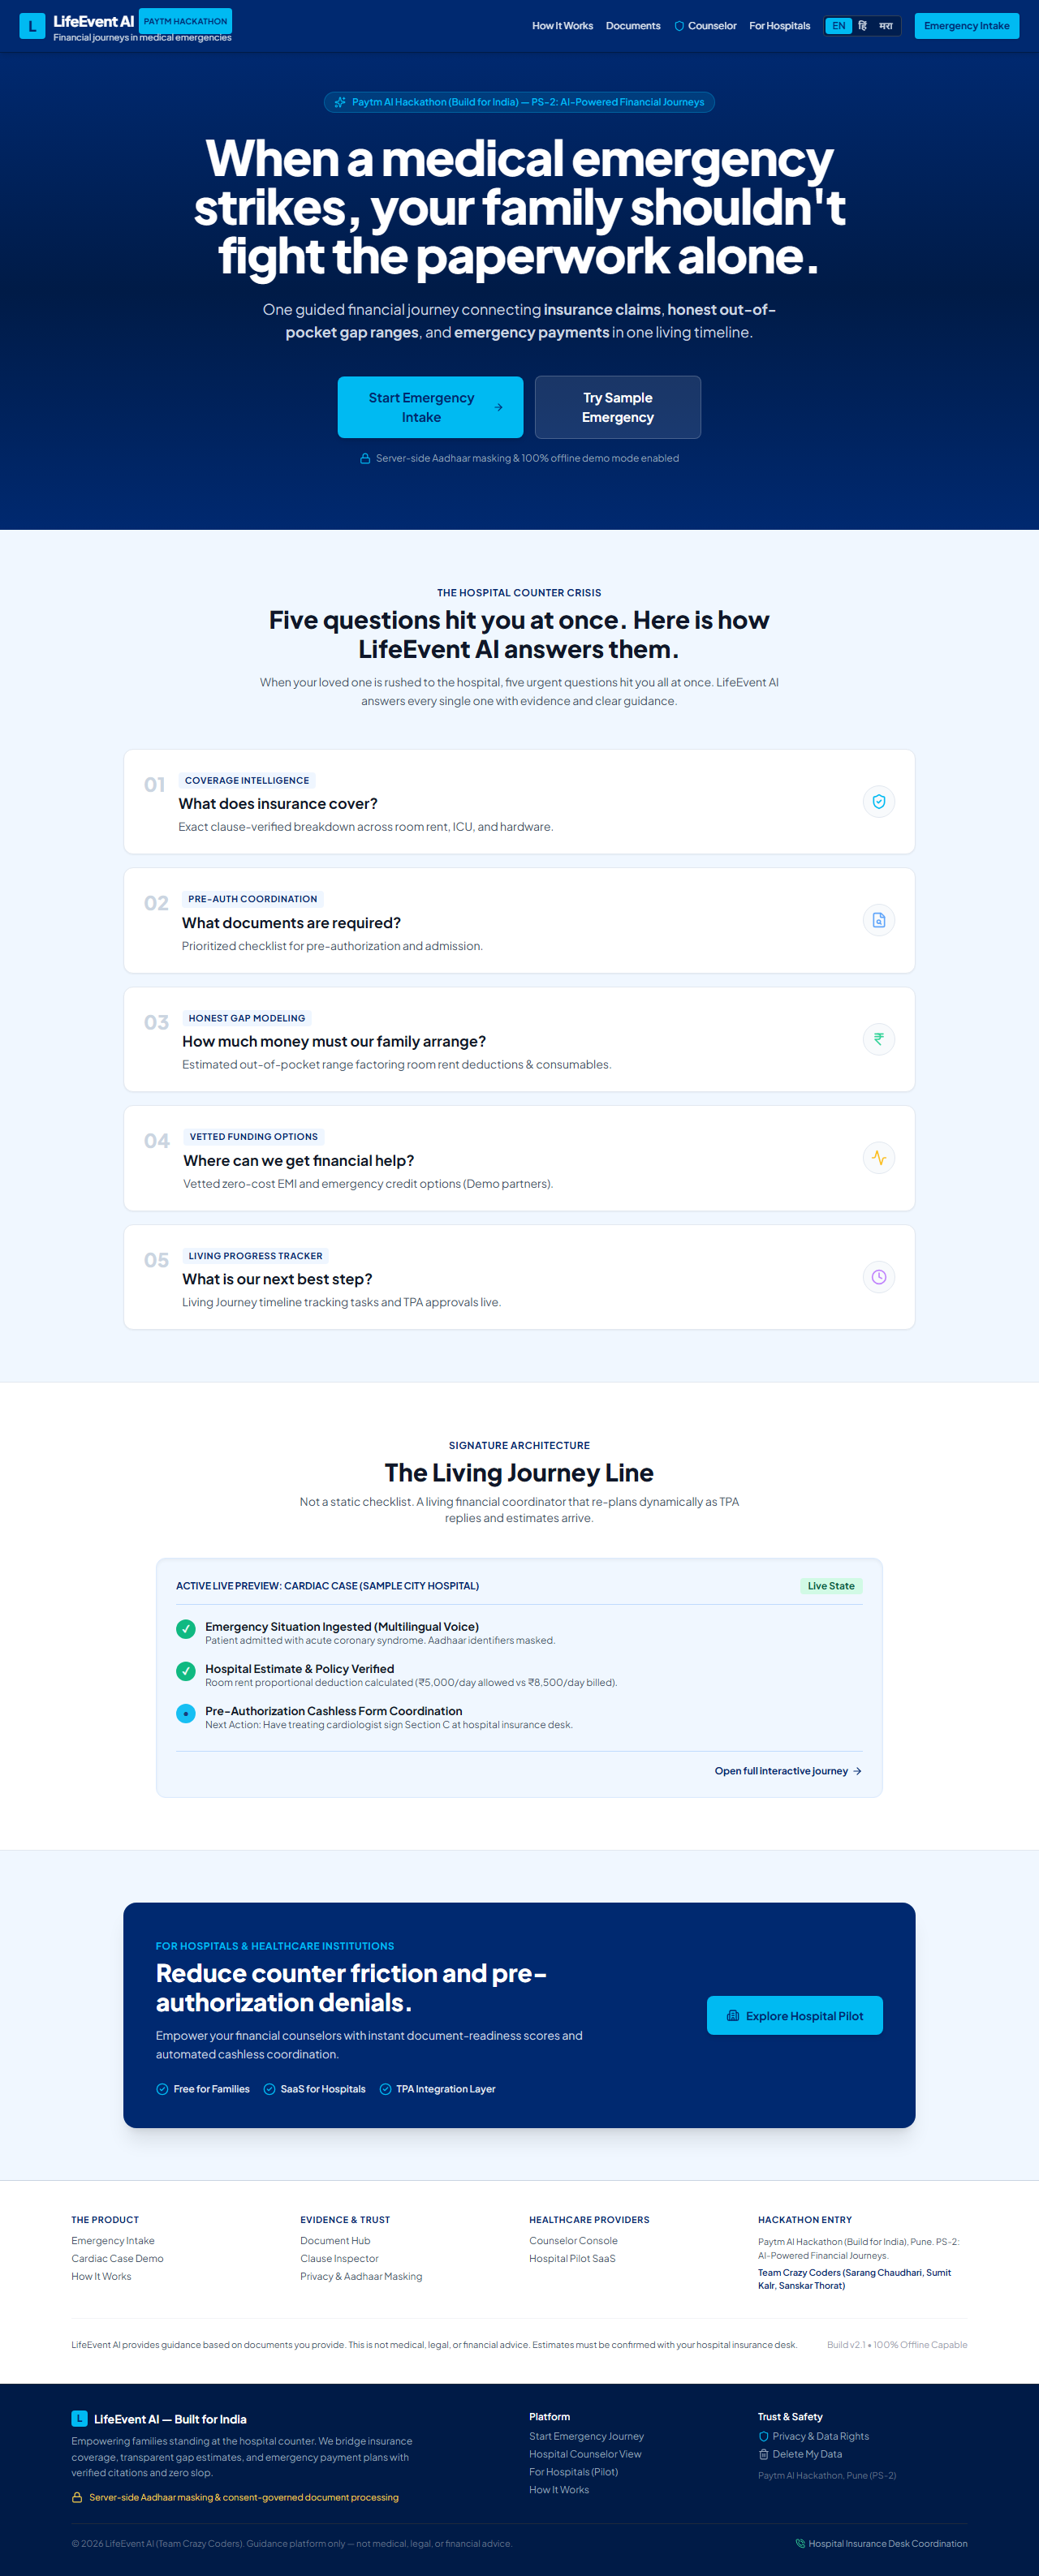 L
LifeEvent AI PAYTM HACKATHON
Financial journeys in medical emergencies
How It Works
Documents
Counselor
For Hospitals
EN
हिं
मरा
Emergency Intake
Paytm AI Hackathon (Build for India) — PS-2: AI-Powered Financial Journeys
When a medical emergency
strikes, your family shouldn't
fight the paperwork alone.
One guided financial journey connecting insurance claims, honest out-of-
pocket gap ranges, and emergency payments in one living timeline.
Start Emergency
Intake
Try Sample
Emergency
Server-side Aadhaar masking & 100% offline demo mode enabled
THE HOSPITAL COUNTER CRISIS
Five questions hit you at once. Here is how
LifeEvent AI answers them.
When your loved one is rushed to the hospital, five urgent questions hit you all at once. LifeEvent AI
answers every single one with evidence and clear guidance.
01
COVERAGE INTELLIGENCE
What does insurance cover?
Exact clause-verified breakdown across room rent, ICU, and hardware.
02
PRE-AUTH COORDINATION
What documents are required?
Prioritized checklist for pre-authorization and admission.
03
HONEST GAP MODELING
How much money must our family arrange?
Estimated out-of-pocket range factoring room rent deductions & consumables.
₹
04
VETTED FUNDING OPTIONS
Where can we get financial help?
Vetted zero-cost EMI and emergency credit options (Demo partners).
05
LIVING PROGRESS TRACKER
What is our next best step?
Living Journey timeline tracking tasks and TPA approvals live.
SIGNATURE ARCHITECTURE
The Living Journey Line
Not a static checklist. A living financial coordinator that re-plans dynamically as TPA
replies and estimates arrive.
ACTIVE LIVE PREVIEW: CARDIAC CASE (SAMPLE CITY HOSPITAL)
Live State
Emergency Situation Ingested (Multilingual Voice)
Patient admitted with acute coronary syndrome. Aadhaar identifiers masked.
Hospital Estimate & Policy Verified
Room rent proportional deduction calculated (₹5,000/day allowed vs ₹8,500/day billed).
Pre-Authorization Cashless Form Coordination
Next Action: Have treating cardiologist sign Section C at hospital insurance desk.
Open full interactive journey →
FOR HOSPITALS & HEALTHCARE INSTITUTIONS
Reduce counter friction and pre-
authorization denials.
Empower your financial counselors with instant document-readiness scores and
automated cashless coordination.
Free for Families
SaaS for Hospitals
TPA Integration Layer
Explore Hospital Pilot
THE PRODUCT
Emergency Intake
Cardiac Case Demo
How It Works
EVIDENCE & TRUST
Document Hub
Clause Inspector
Privacy & Aadhaar Masking
HEALTHCARE PROVIDERS
Counselor Console
Hospital Pilot SaaS
HACKATHON ENTRY
Paytm AI Hackathon (Build for India), Pune. PS-2:
AI-Powered Financial Journeys.
Team Crazy Coders (Sarang Chaudhari, Sumit
Kalr, Sanskar Thorat)
LifeEvent AI provides guidance based on documents you provide. This is not medical, legal, or financial advice. Estimates must be confirmed with your hospital insurance desk.
Build v2.1 • 100% Offline Capable
L
LifeEvent AI — Built for India
Empowering families standing at the hospital counter. We bridge insurance
coverage, transparent gap estimates, and emergency payment plans with
verified citations and zero slop.
Server-side Aadhaar masking & consent-governed document processing
Platform
Start Emergency Journey
Hospital Counselor View
For Hospitals (Pilot)
How It Works
Trust & Safety
Privacy & Data Rights
Delete My Data
Paytm AI Hackathon, Pune (PS-2)
© 2026 LifeEvent AI (Team Crazy Coders). Guidance platform only — not medical, legal, or financial advice.
Hospital Insurance Desk Coordination